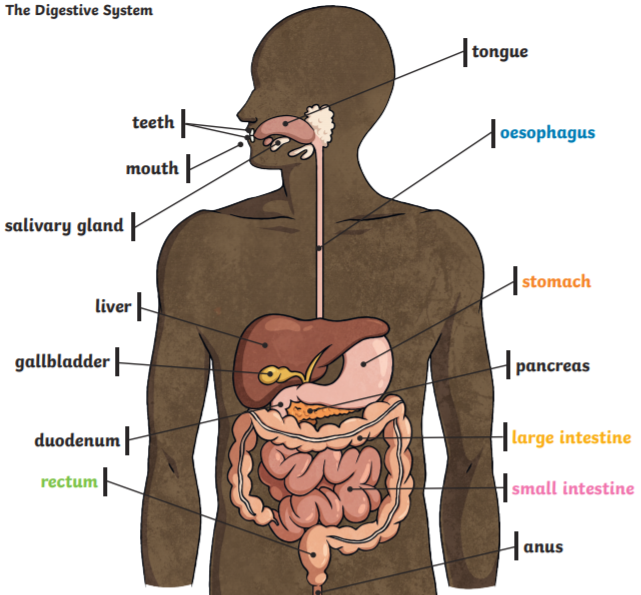 The Digestive System
tongue
teeth
oesophagus
mouth
salivary gland
stomach
liver
gallbladder
pancreas
duodenum
large intestine
rectum
small intestine
anus